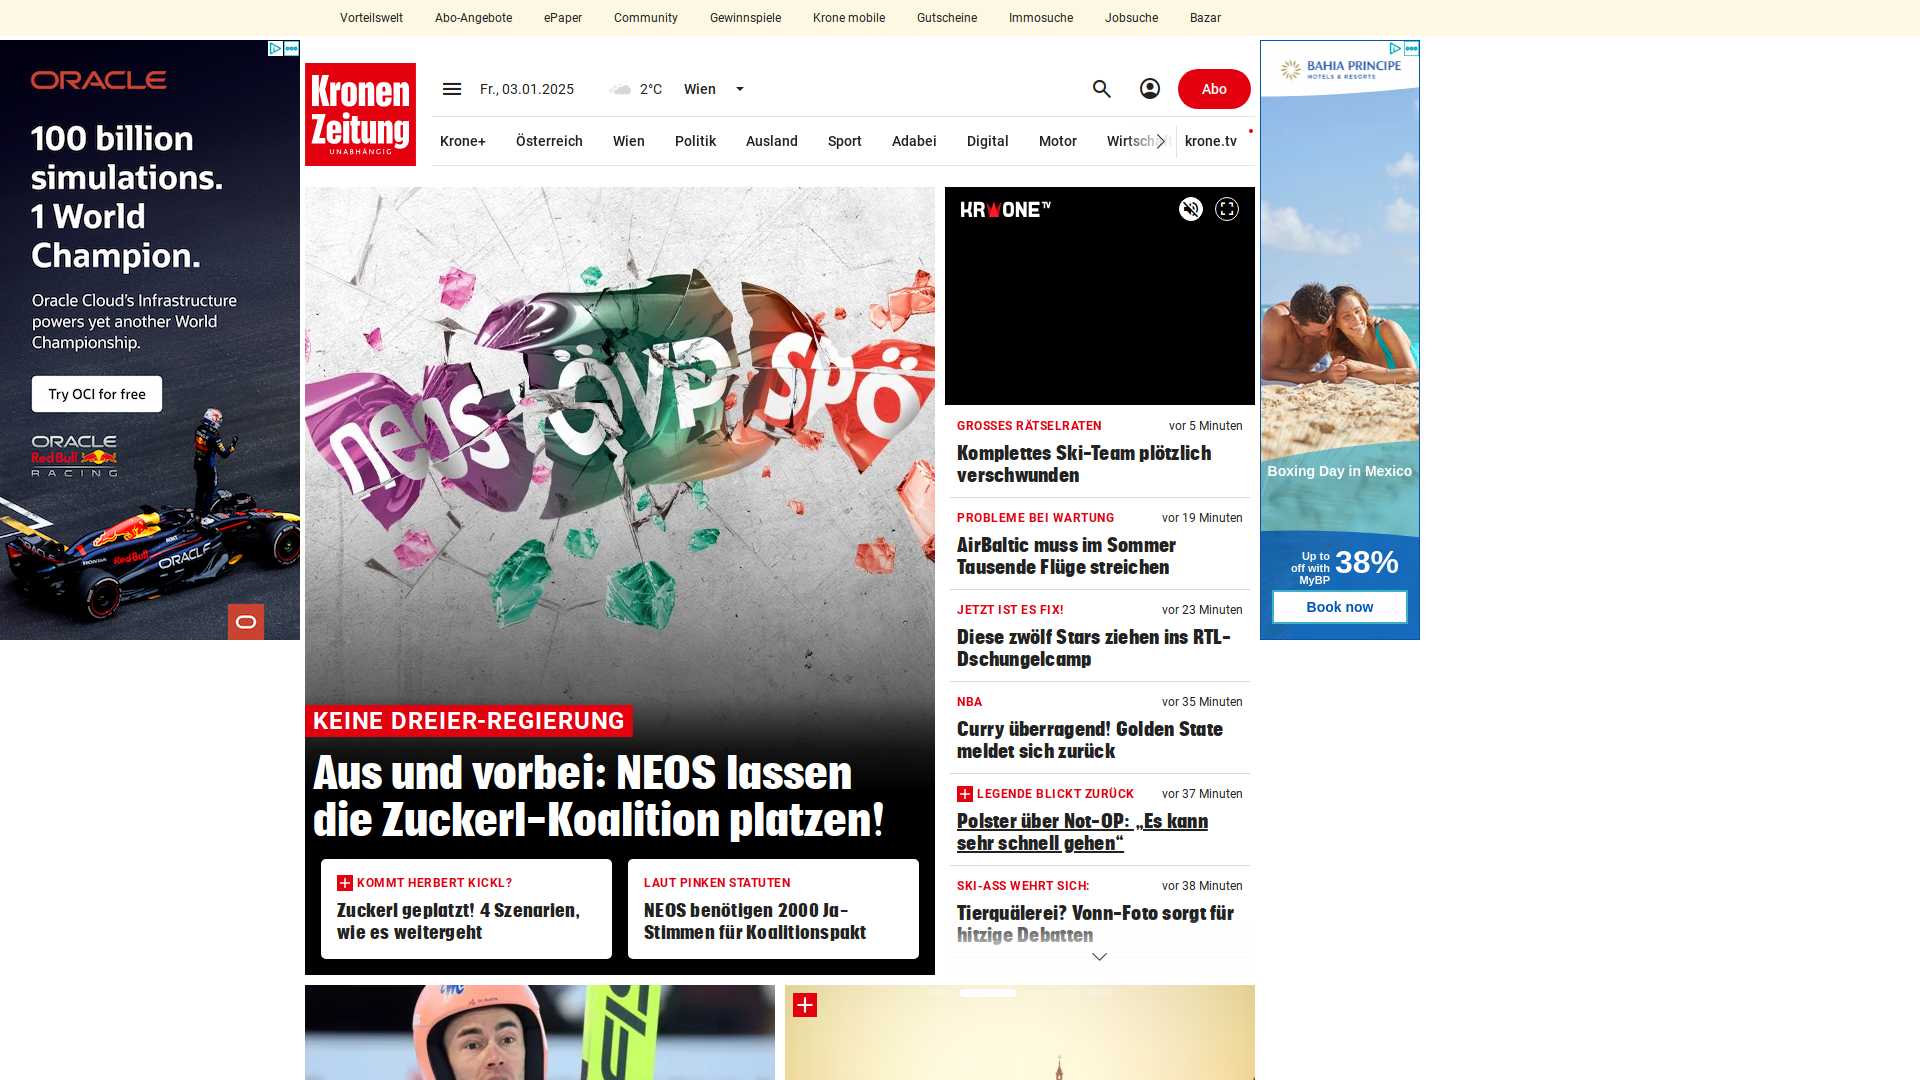 Vorteilswelt Abo-Angebote ePaper Community Gewinnspiele Krone mobile Gutscheine Immosuche Jobsuche Bazar
ORACLE
100 billion
simulations.
1 World
Champion.
Oracle Cloud's Infrastructure
powers yet another World
Championship.
Try OCI for free
ORACLE
Red Bull
RACING
Kronen
Zeitung
UNABHÄNGIG
Fr., 03.01.2025 2°C Wien Abo
Krone+ Österreich Wien Politik Ausland Sport Adabei Digital Motor Wirtschaft krone.tv
neos ÖVP SPÖ
KEINE DREIER-REGIERUNG
Aus und vorbei: NEOS lassen
die Zuckerl-Koalition platzen!
KOMMT HERBERT KICKL?
Zuckerl geplatzt! 4 Szenarien,
wie es weitergeht
LAUT PINKEN STATUTEN
NEOS benötigen 2000 Ja-
Stimmen für Koalitionspakt
KRONE TV
GROSSES RÄTSELRATEN vor 5 Minuten
Komplettes Ski-Team plötzlich
verschwunden
PROBLEME BEI WARTUNG vor 19 Minuten
AirBaltic muss im Sommer
Tausende Flüge streichen
JETZT IST ES FIX! vor 23 Minuten
Diese zwölf Stars ziehen ins RTL-
Dschungelcamp
NBA vor 35 Minuten
Curry überragend! Golden State
meldet sich zurück
LEGENDE BLICKT ZURÜCK vor 37 Minuten
Polster über Not-OP: „Es kann
sehr schnell gehen“
SKI-ASS WEHRT SICH: vor 38 Minuten
Tierquälerei? Vonn-Foto sorgt für
hitzige Debatten
BAHIA PRINCIPE
HOTELS & RESORTS
Boxing Day in Mexico
Up to
off with 38%
MyBP
Book now